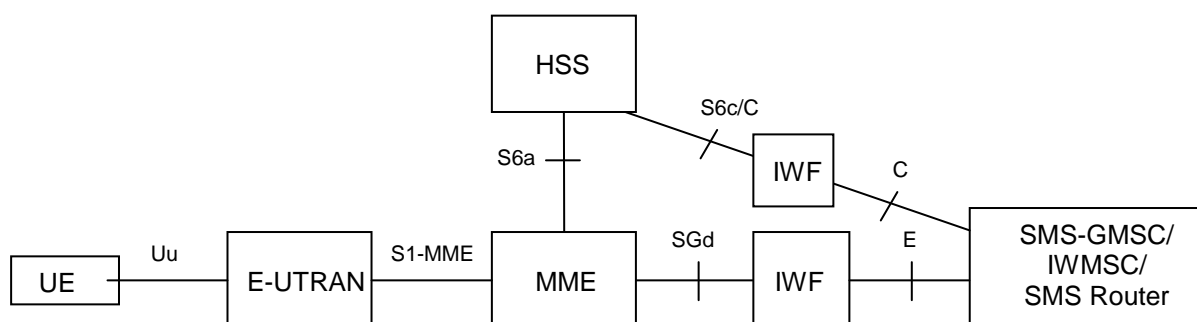 HSS
S6c/C
S6a
IWF
C
Uu
S1-MME
SGd
E
UE
E-UTRAN
MME
IWF
SMS-GMSC/
IWMSC/
SMS Router